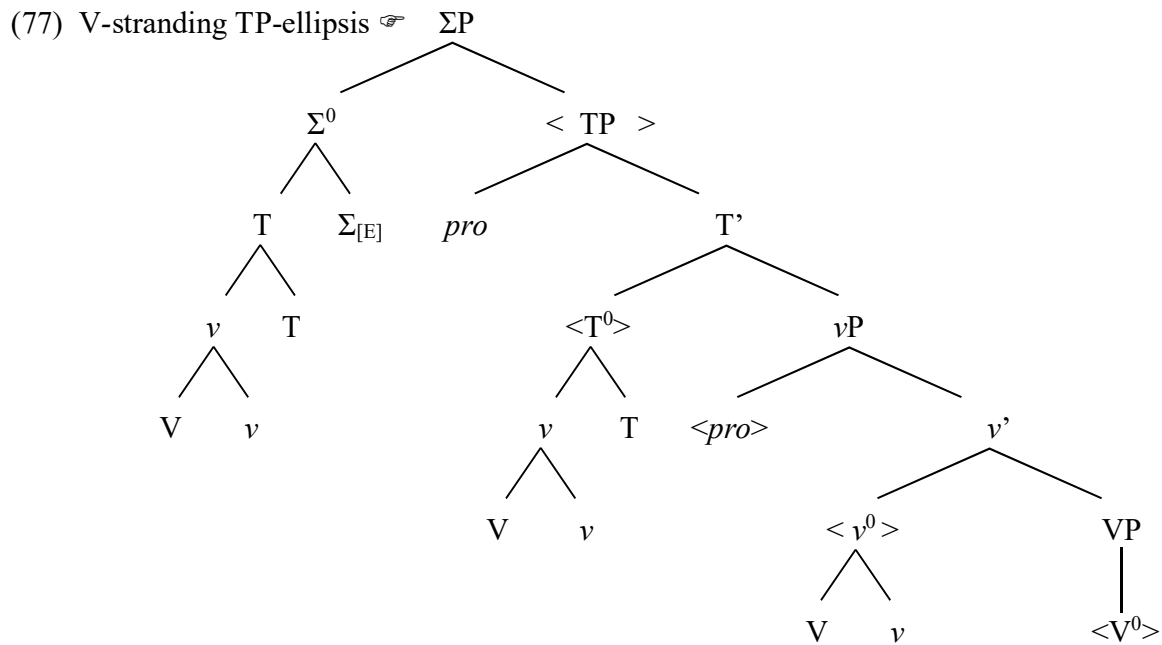 (77) V-stranding TP-ellipsis ☞ ΣP
Σ⁰ < TP >
T Σ[E] pro T’
v T <T⁰> vP
V v v T <pro> v’
V v < v⁰ > VP
V v <V⁰>